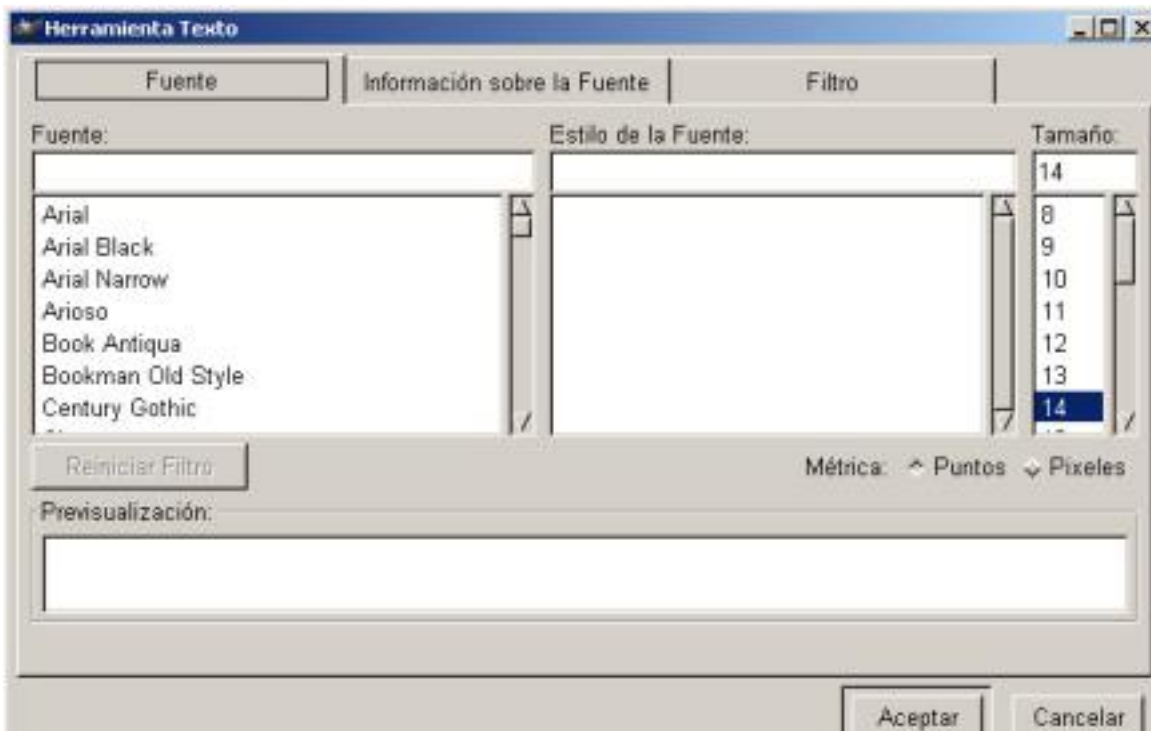 Herramienta Texto
Fuente
Información sobre la Fuente
Filtro
Fuente:
Estilo de la Fuente:
Tamaño:
14
Arial
Arial Black
Arial Narrow
Arioso
Book Antiqua
Bookman Old Style
Century Gothic
8
9
10
11
12
13
14
Reiniciar Filtro
Métrica: Puntos Pixeles
Previsualización:
Aceptar
Cancelar